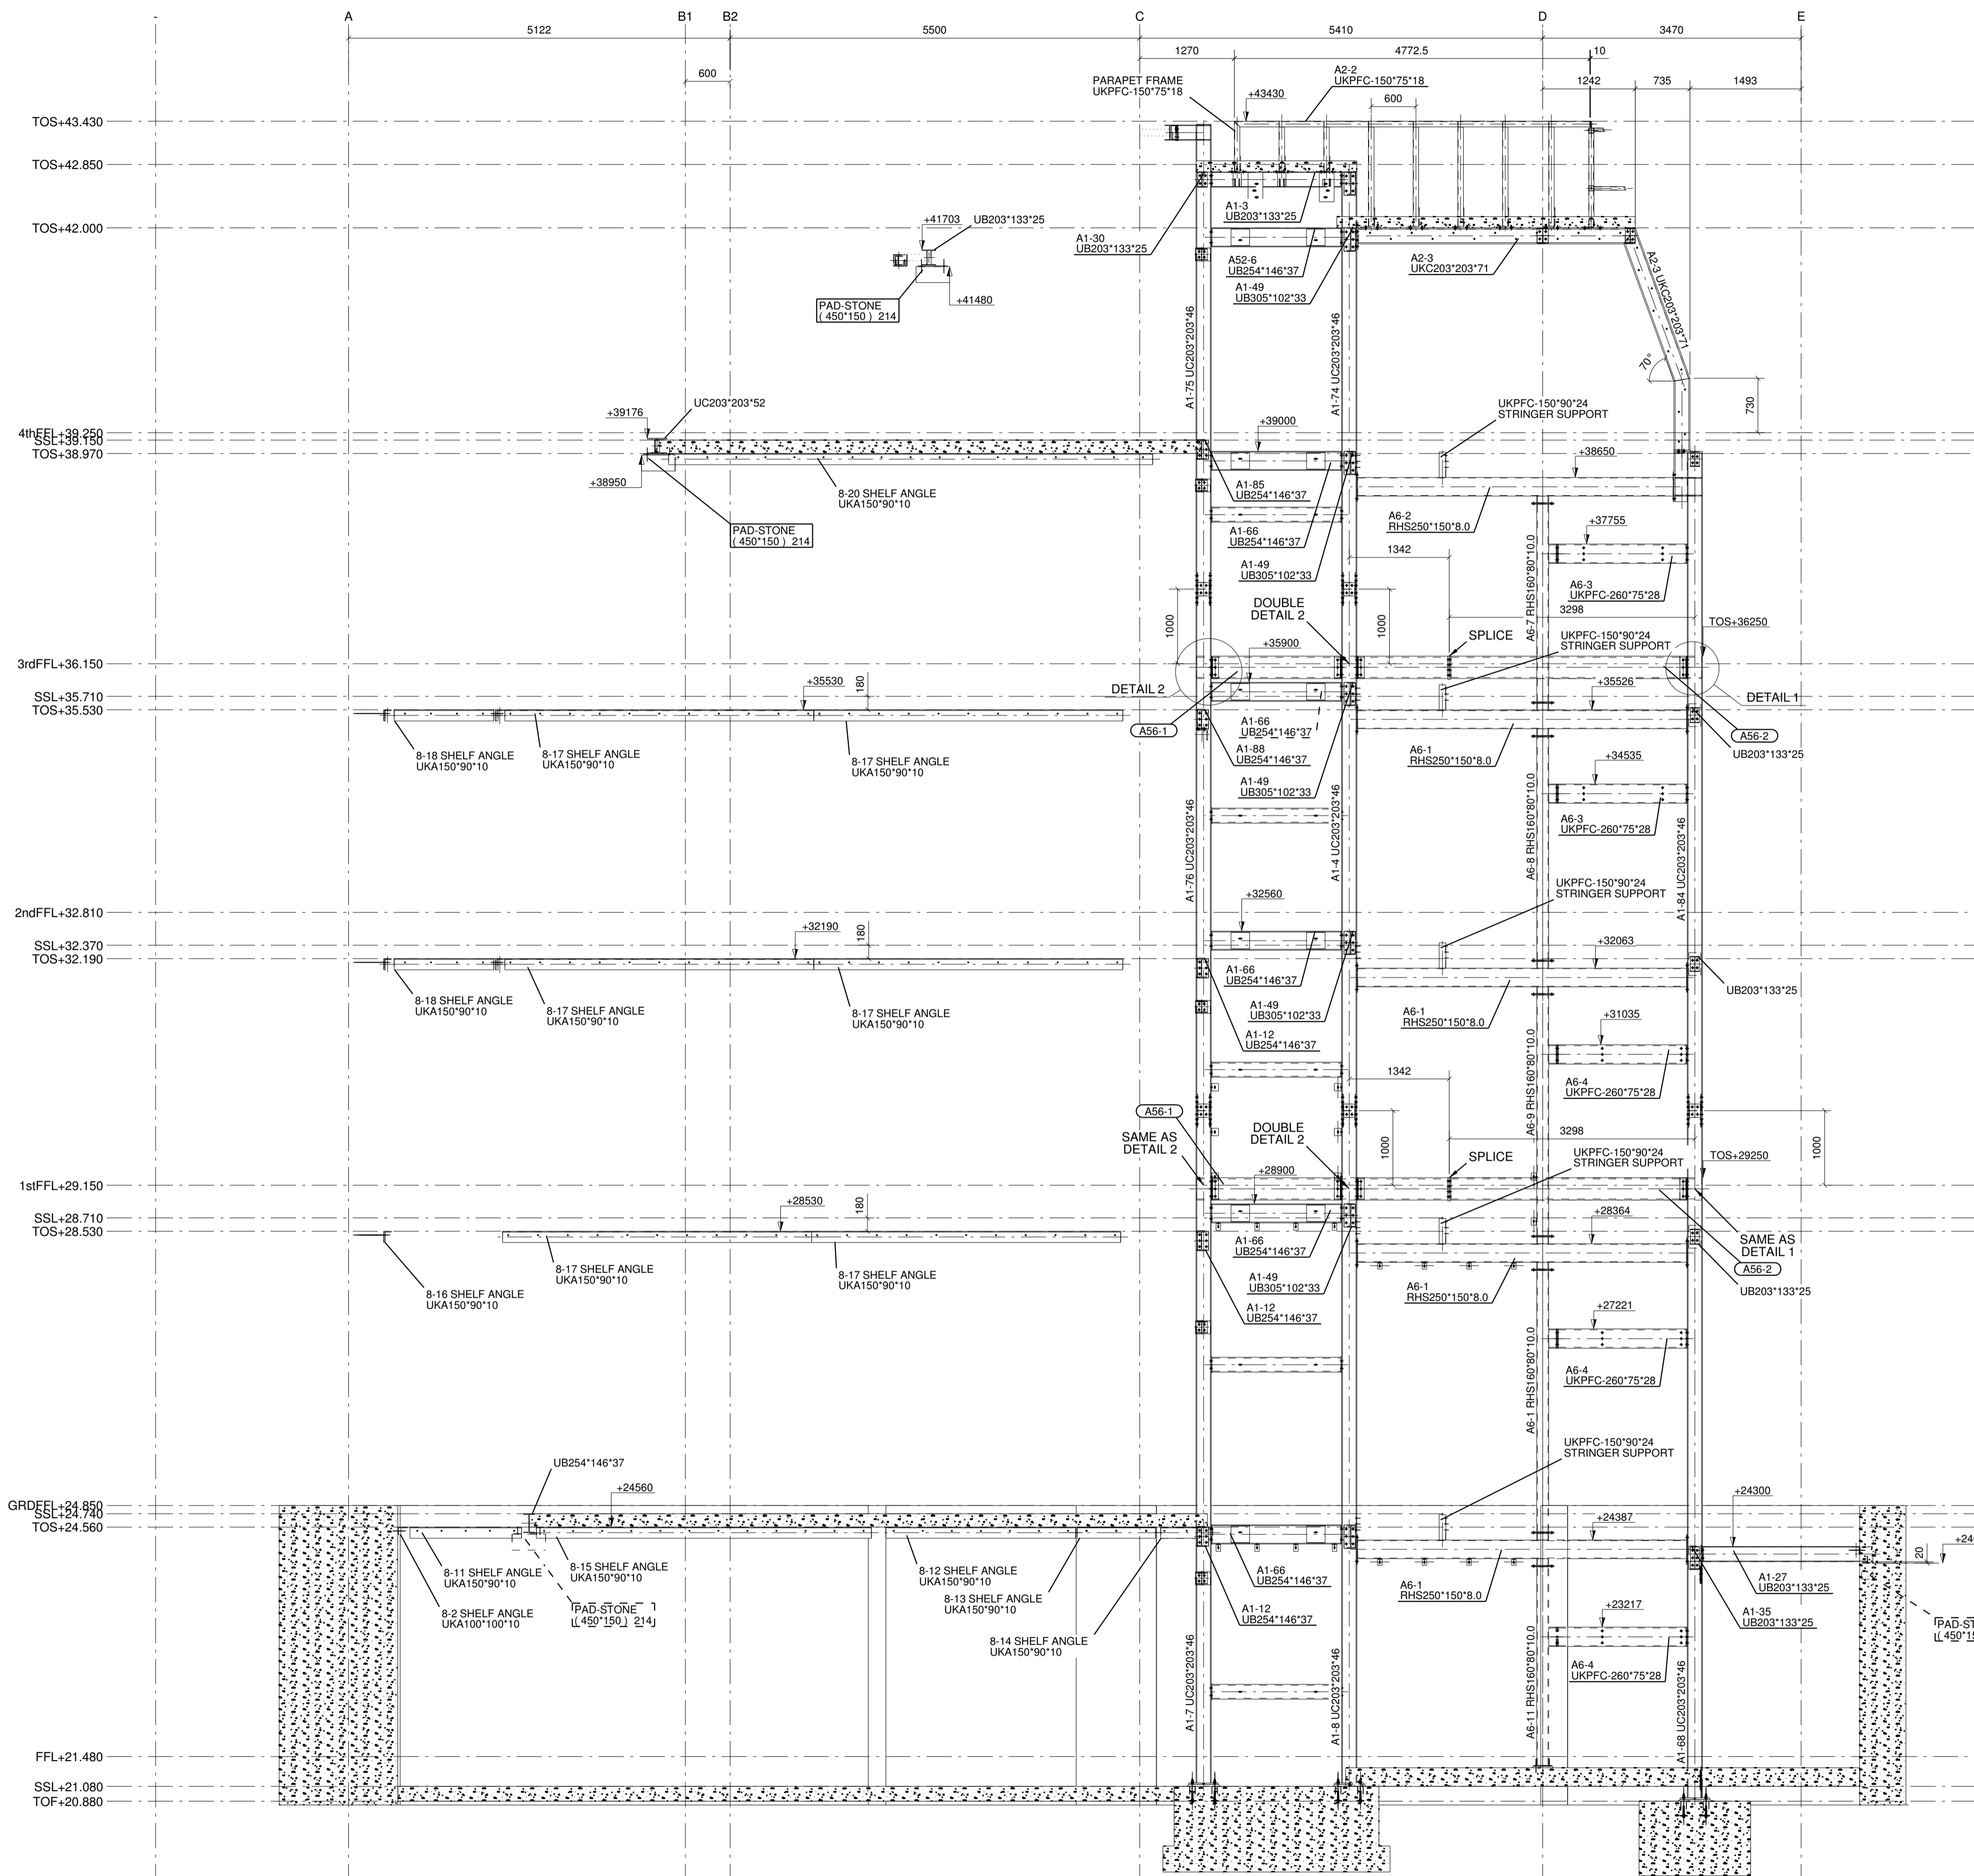 -
A
B1
B2
C
D
E
5122
5500
5410
3470
1270
4772.5
10
600
1242
735
1493
PARAPET FRAME
UKPFC-150*75*18
A2-2
UKPFC-150*75*18
+43430
600
TOS+43.430
TOS+42.850
TOS+42.000
+41703
UB203*133*25
PAD-STONE
( 450*150 ) 214
+41480
A1-30
UB203*133*25
A1-3
UB203*133*25
A52-6
UB254*146*37
A1-49
UB305*102*33
A2-3
UKC203*203*71
A2-3 UKC203*203*71
70°
730
A1-75 UC203*203*46
A1-74 UC203*203*46
UKPFC-150*90*24
STRINGER SUPPORT
4thFFL+39.250
SSL+39.150
TOS+38.970
+39176
UC203*203*52
+38950
8-20 SHELF ANGLE
UKA150*90*10
PAD-STONE
( 450*150 ) 214
+39000
+38650
A1-85
UB254*146*37
A1-66
UB254*146*37
A1-49
UB305*102*33
A6-2
RHS250*150*8.0
1342
+37755
A6-3
UKPFC-260*75*28
A6-7 RHS160*80*10.0
3298
1000
1000
DOUBLE
DETAIL 2
SPLICE
UKPFC-150*90*24
STRINGER SUPPORT
TOS+36250
3rdFFL+36.150
SSL+35.710
TOS+35.530
+35530
180
+35900
+35526
DETAIL 2
DETAIL 1
A56-1
A56-2
8-18 SHELF ANGLE
UKA150*90*10
8-17 SHELF ANGLE
UKA150*90*10
8-17 SHELF ANGLE
UKA150*90*10
A1-66
UB254*146*37
A1-88
UB254*146*37
A1-49
UB305*102*33
A6-1
RHS250*150*8.0
UB203*133*25
+34535
A6-3
UKPFC-260*75*28
A1-76 UC203*203*46
A1-4 UC203*203*46
A6-8 RHS160*80*10.0
A1-84 UC203*203*46
UKPFC-150*90*24
STRINGER SUPPORT
2ndFFL+32.810
SSL+32.370
TOS+32.190
+32190
180
+32560
+32063
8-18 SHELF ANGLE
UKA150*90*10
8-17 SHELF ANGLE
UKA150*90*10
8-17 SHELF ANGLE
UKA150*90*10
A1-66
UB254*146*37
A1-49
UB305*102*33
A1-12
UB254*146*37
A6-1
RHS250*150*8.0
UB203*133*25
+31035
A6-4
UKPFC-260*75*28
A6-9 RHS160*80*10.0
1342
3298
1000
1000
A56-1
SAME AS
DETAIL 2
DOUBLE
DETAIL 2
SPLICE
UKPFC-150*90*24
STRINGER SUPPORT
TOS+29250
1stFFL+29.150
SSL+28.710
TOS+28.530
+28530
180
+28900
+28364
SAME AS
DETAIL 1
A56-2
UB203*133*25
8-16 SHELF ANGLE
UKA150*90*10
8-17 SHELF ANGLE
UKA150*90*10
8-17 SHELF ANGLE
UKA150*90*10
A1-66
UB254*146*37
A1-49
UB305*102*33
A1-12
UB254*146*37
A6-1
RHS250*150*8.0
+27221
A6-4
UKPFC-260*75*28
A6-1 RHS160*80*10.0
UKPFC-150*90*24
STRINGER SUPPORT
GRDFFL+24.850
SSL+24.740
TOS+24.560
UB254*146*37
+24560
+24387
+24300
20
8-11 SHELF ANGLE
UKA150*90*10
8-2 SHELF ANGLE
UKA100*100*10
8-15 SHELF ANGLE
UKA150*90*10
PAD-STONE
( 450*150 ) 214
8-12 SHELF ANGLE
UKA150*90*10
8-13 SHELF ANGLE
UKA150*90*10
8-14 SHELF ANGLE
UKA150*90*10
A1-66
UB254*146*37
A1-12
UB254*146*37
A6-1
RHS250*150*8.0
A1-27
UB203*133*25
A1-35
UB203*133*25
+23217
A6-4
UKPFC-260*75*28
A1-7 UC203*203*46
A1-8 UC203*203*46
A6-11 RHS160*80*10.0
A1-68 UC203*203*46
FFL+21.480
SSL+21.080
TOF+20.880